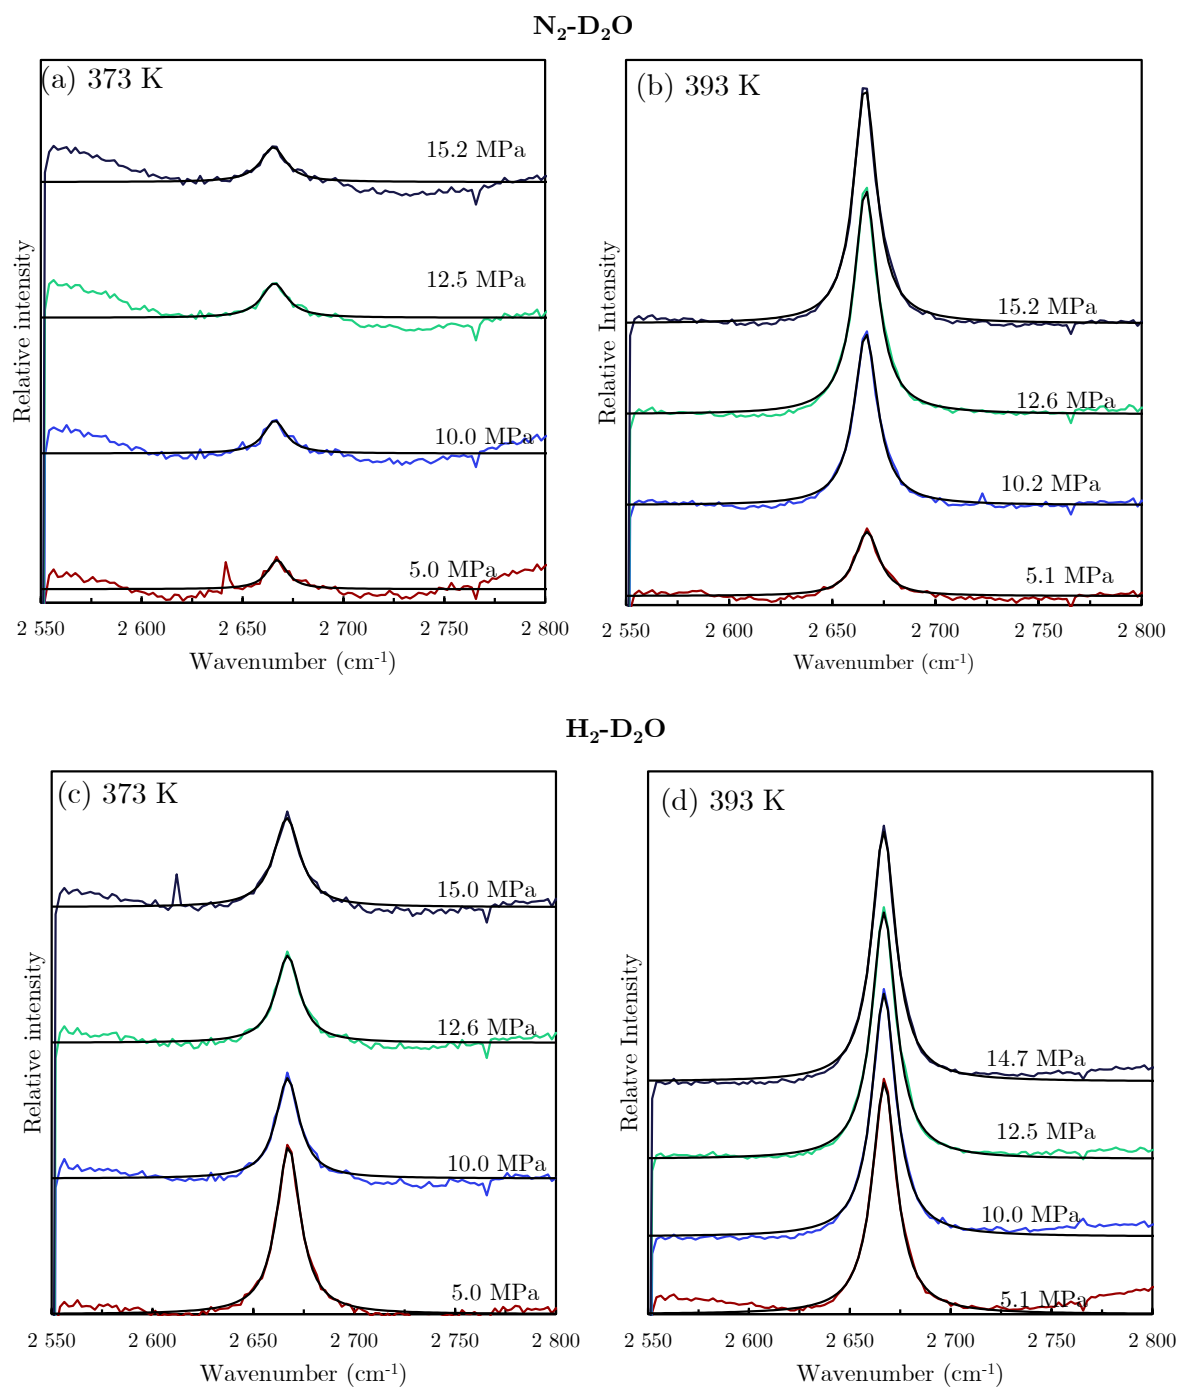 N₂-D₂O
(a) 373 K
15.2 MPa
12.5 MPa
10.0 MPa
5.0 MPa
Relative intensity
2 550 2 600 2 650 2 700 2 750 2 800
Wavenumber (cm⁻¹)
(b) 393 K
15.2 MPa
12.6 MPa
10.2 MPa
5.1 MPa
Relative Intensity
2 550 2 600 2 650 2 700 2 750 2 800
Wavenumber (cm⁻¹)
H₂-D₂O
(c) 373 K
15.0 MPa
12.6 MPa
10.0 MPa
5.0 MPa
Relative intensity
2 550 2 600 2 650 2 700 2 750 2 800
Wavenumber (cm⁻¹)
(d) 393 K
14.7 MPa
12.5 MPa
10.0 MPa
5.1 MPa
Relatve Intensity
2 550 2 600 2 650 2 700 2 750 2 800
Wavenumber (cm⁻¹)